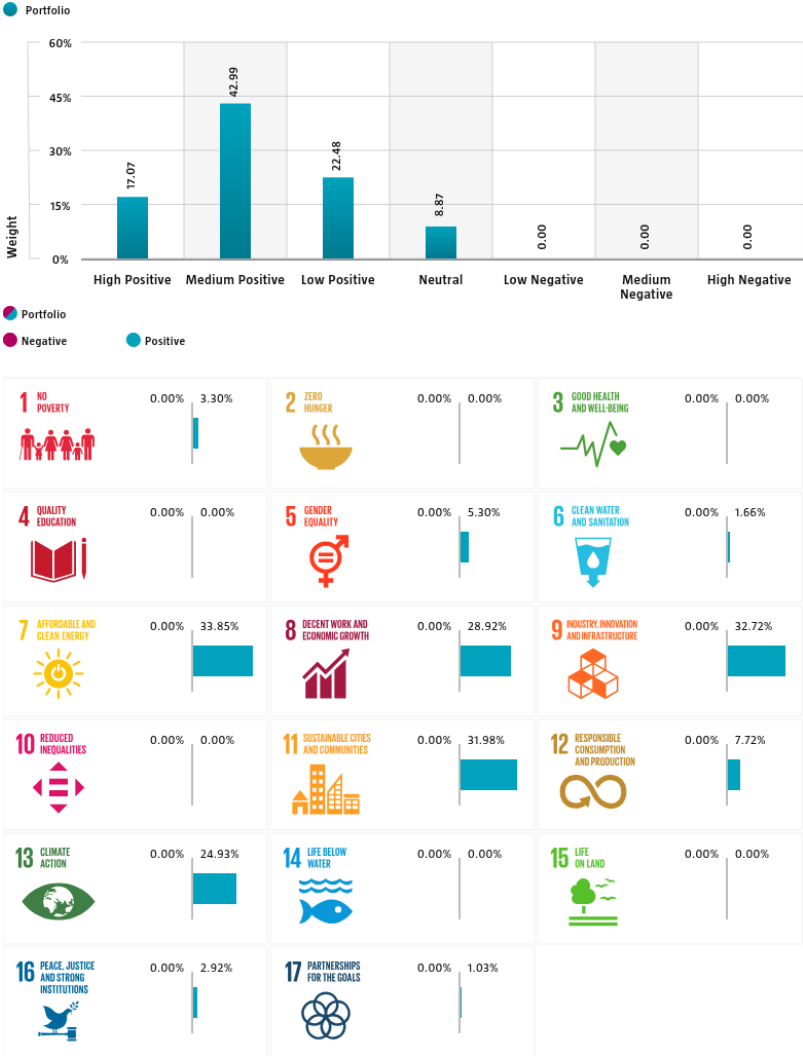 Portfolio
60%
45%
30%
15%
0%
Weight
17.07
42.99
22.48
8.87
0.00
0.00
0.00
High Positive
Medium Positive
Low Positive
Neutral
Low Negative
Medium
Negative
High Negative
Portfolio
Negative
Positive
1 NO
POVERTY
0.00% 3.30%
2 ZERO
HUNGER
0.00% 0.00%
3 GOOD HEALTH
AND WELL-BEING
0.00% 0.00%
4 QUALITY
EDUCATION
0.00% 0.00%
5 GENDER
EQUALITY
0.00% 5.30%
6 CLEAN WATER
AND SANITATION
0.00% 1.66%
7 AFFORDABLE AND
CLEAN ENERGY
0.00% 33.85%
8 DECENT WORK AND
ECONOMIC GROWTH
0.00% 28.92%
9 INDUSTRY, INNOVATION
AND INFRASTRUCTURE
0.00% 32.72%
10 REDUCED
INEQUALITIES
0.00% 0.00%
11 SUSTAINABLE CITIES
AND COMMUNITIES
0.00% 31.98%
12 RESPONSIBLE
CONSUMPTION
AND PRODUCTION
0.00% 7.72%
13 CLIMATE
ACTION
0.00% 24.93%
14 LIFE BELOW
WATER
0.00% 0.00%
15 LIFE
ON LAND
0.00% 0.00%
16 PEACE, JUSTICE
AND STRONG
INSTITUTIONS
0.00% 2.92%
17 PARTNERSHIPS
FOR THE GOALS
0.00% 1.03%